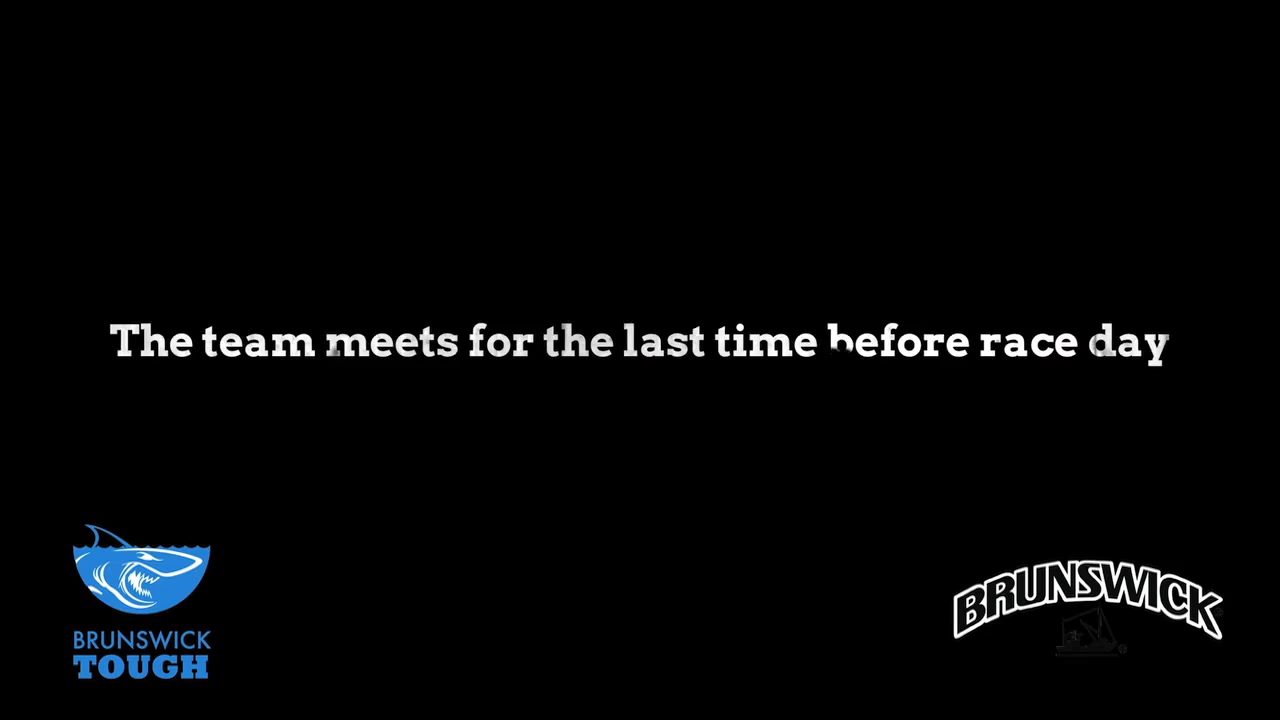 The team meets for the last time before race day
BRUNSWICK
TOUGH
BRUNSWICK